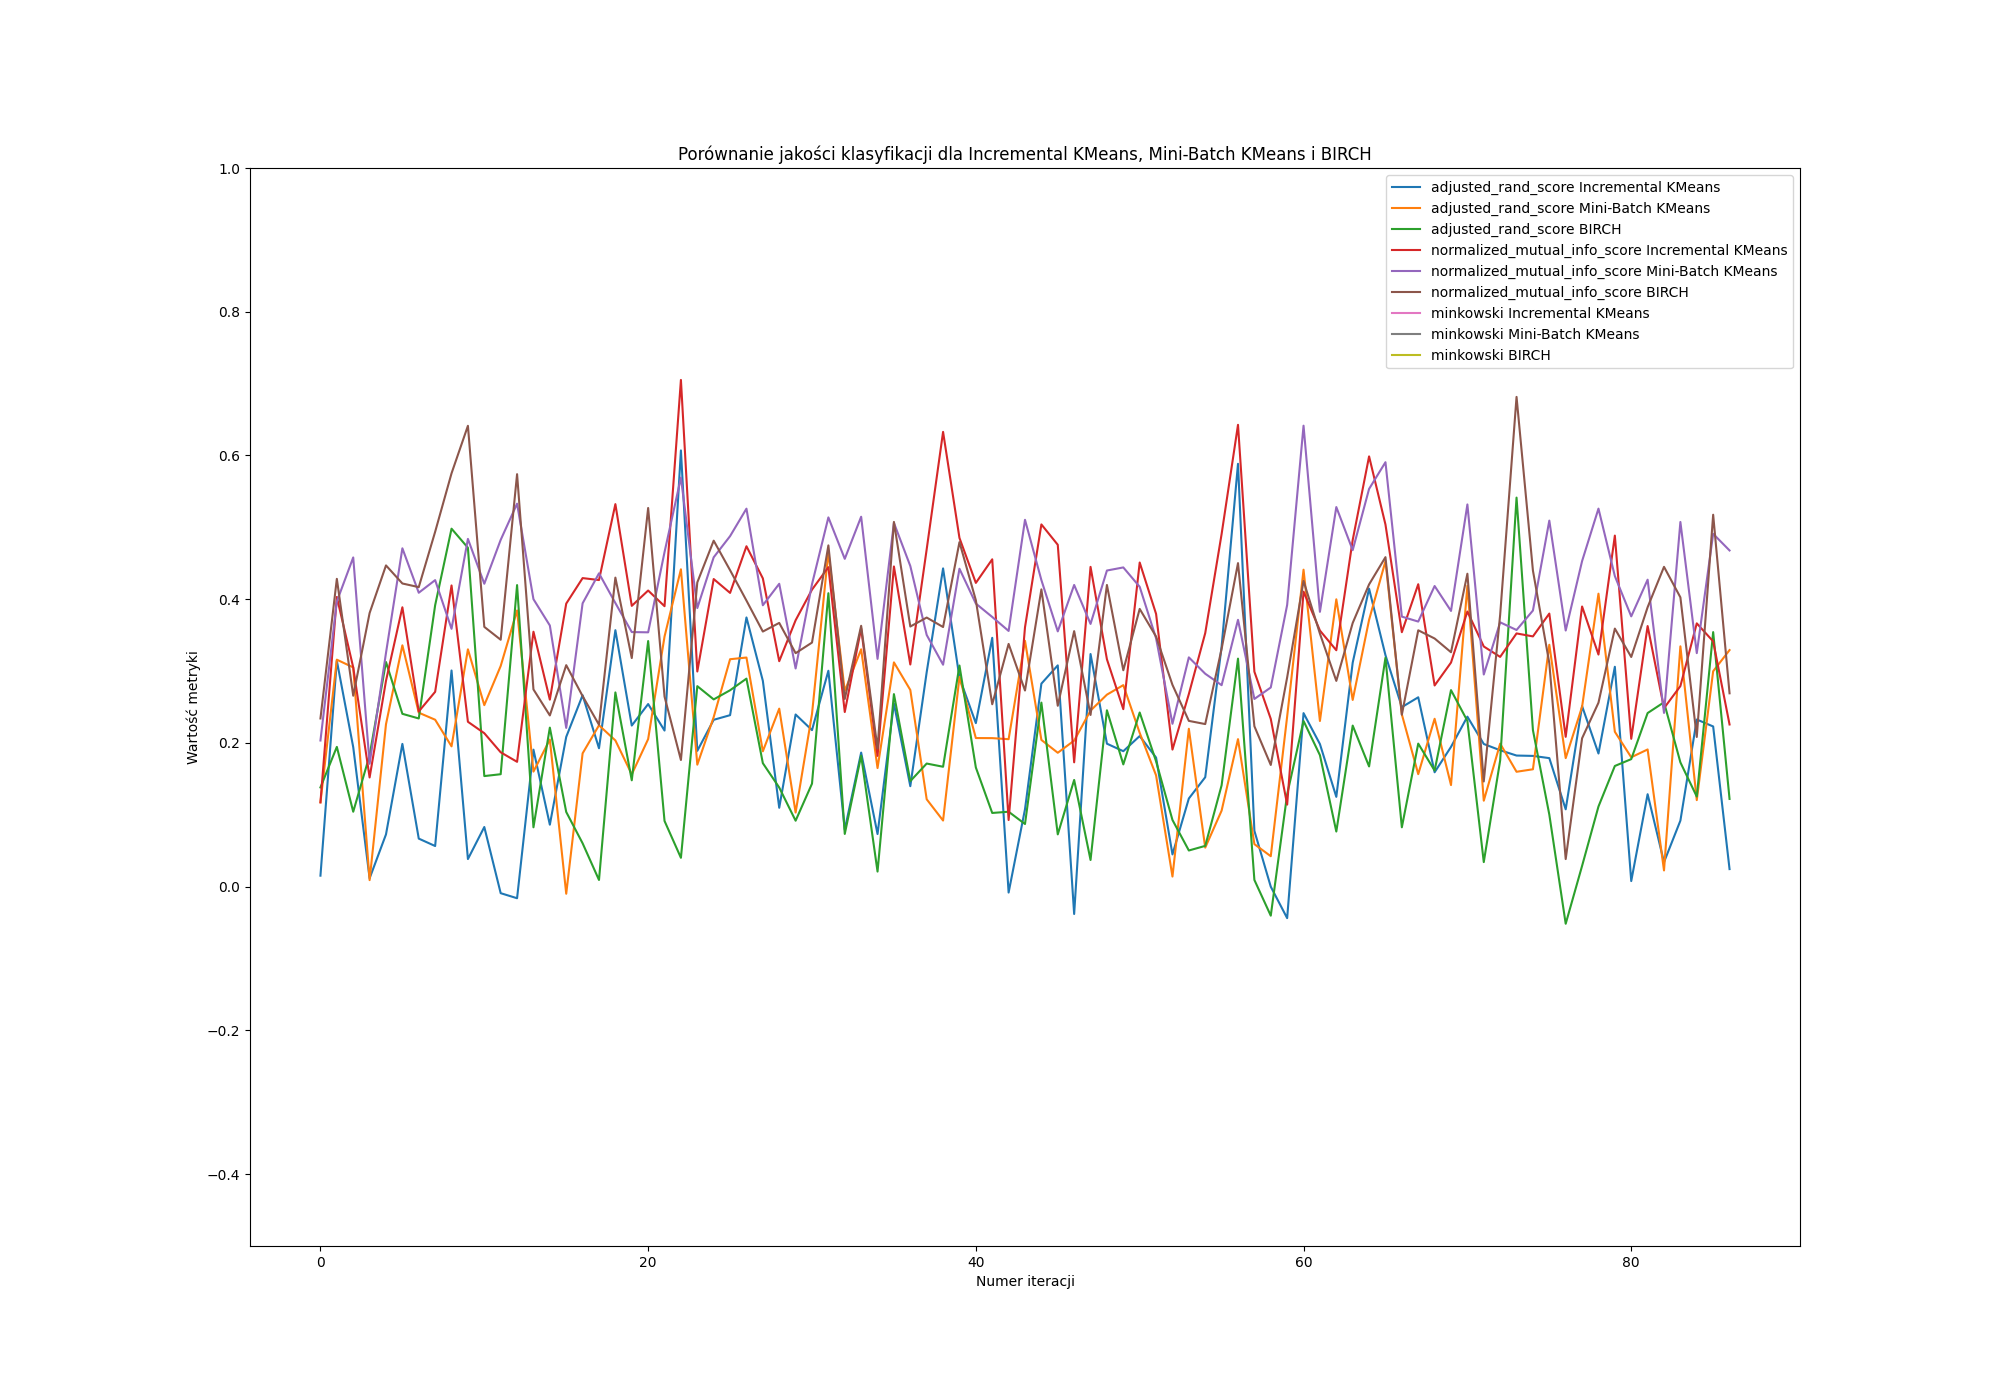 Porównanie jakości klasyfikacji dla Incremental KMeans, Mini-Batch KMeans i BIRCH
1.0
0.8
0.6
0.4
0.2
0.0
−0.2
−0.4
Wartość metryki
adjusted_rand_score Incremental KMeans
adjusted_rand_score Mini-Batch KMeans
adjusted_rand_score BIRCH
normalized_mutual_info_score Incremental KMeans
normalized_mutual_info_score Mini-Batch KMeans
normalized_mutual_info_score BIRCH
minkowski Incremental KMeans
minkowski Mini-Batch KMeans
minkowski BIRCH
0 20 40 60 80
Numer iteracji